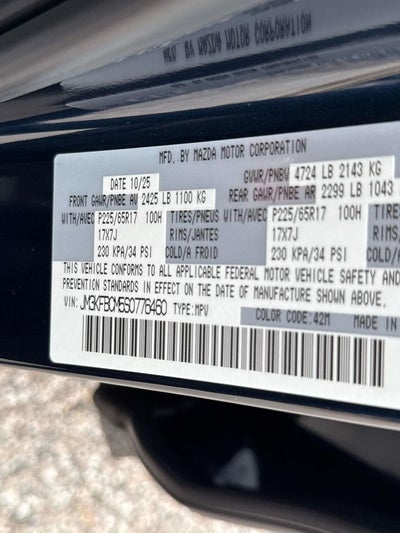 MFD. BY MAZDA MOTOR CORPORATION
DATE 10/25 GVWR/PNBV 4724 LB 2143 KG
FRONT GAWR/PNBE AV 2425 LB 1100 KG REAR GAWR/PNBE AR 2299 LB 1043
WITH/AVEC P225/65R17 100H TIRES/PNEUS WITH/AVEC P225/65R17 100H TIRES/
17X7J RIMS/JANTES 17X7J RIMS/J
230 KPA/34 PSI COLD/A FROID 230 KPA/34 PSI COLD/A
THIS VEHICLE CONFORMS TO ALL APPLICABLE FEDERAL MOTOR VEHICLE SAFETY AND
PREVENTION STANDARDS IN EFFECT ON THE DATE OF MANUFACTURE SHOWN ABOVE.
VIN: JM3KFBCM5S0776460 TYPE:MPV COLOR CODE:42M MADE IN